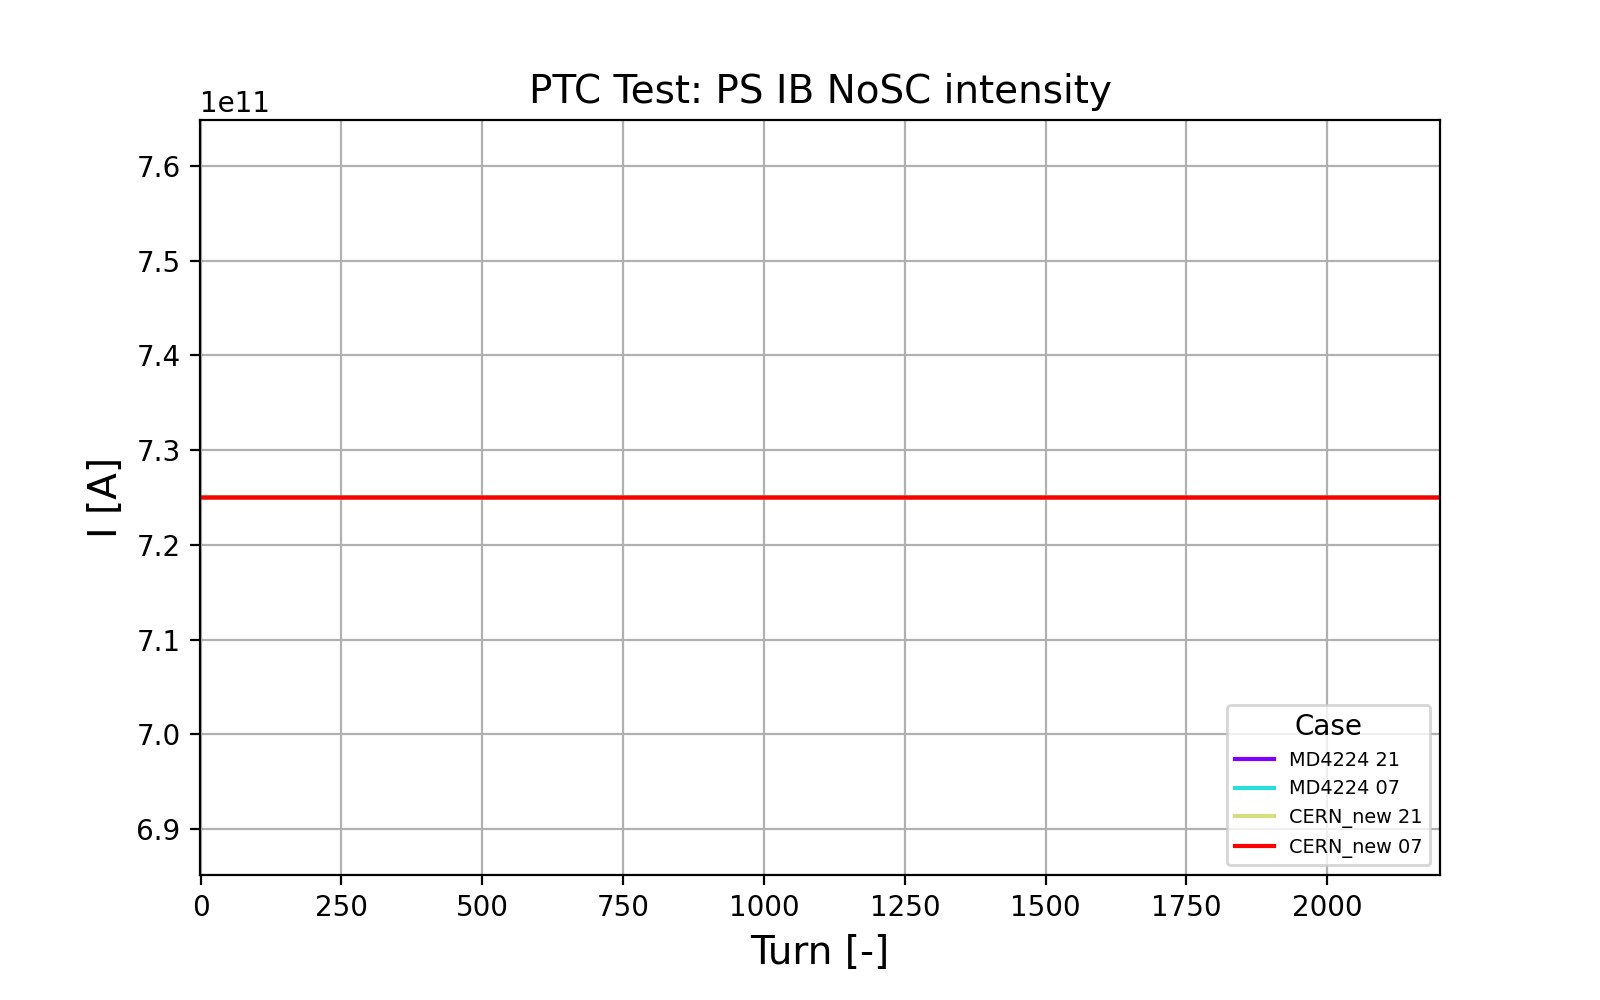 PTC Test: PS IB NoSC intensity
1e11
7.6
7.5
7.4
7.3
7.2
7.1
7.0
6.9
I [A]
0 250 500 750 1000 1250 1500 1750 2000
Turn [-]
Case
MD4224 21
MD4224 07
CERN_new 21
CERN_new 07